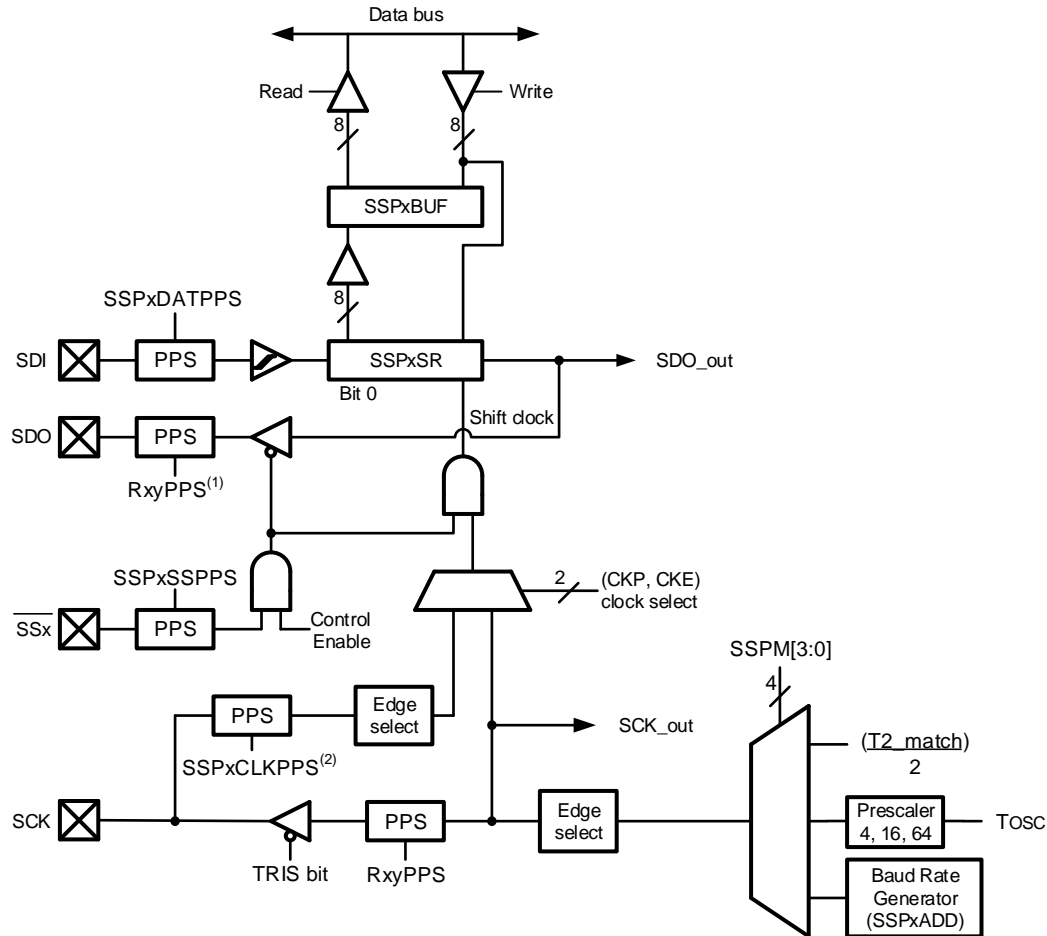 Data bus
Read
Write
8
8
SSPxBUF
8
SSPxDATPPS
SDI
PPS
SSPxSR
SDO_out
Bit 0
Shift clock
SDO
PPS
RxyPPS(1)
SSPxSSPPS
2
(CKP, CKE)
clock select
SSx
PPS
Control
Enable
SSPM[3:0]
4
PPS
Edge
select
SCK_out
(T2_match)
2
SSPxCLKPPS(2)
SCK
PPS
Edge
select
Prescaler
4, 16, 64
TOSC
TRIS bit
RxyPPS
Baud Rate
Generator
(SSPxADD)